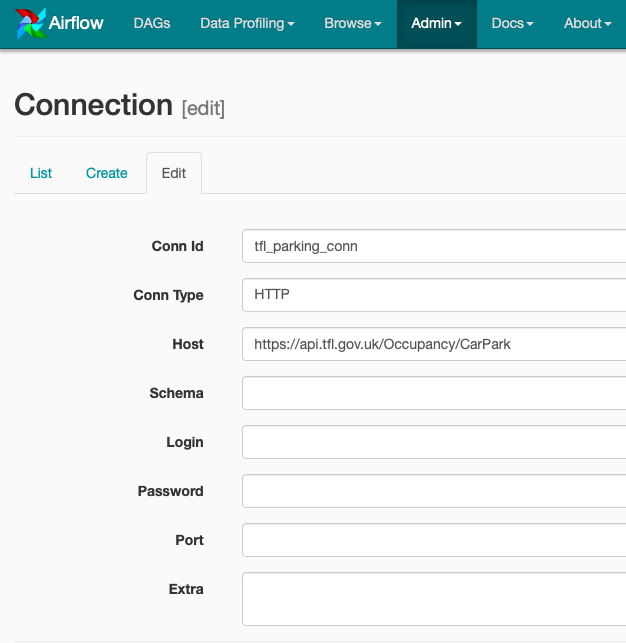 Airflow DAGs Data Profiling Browse Admin Docs About
Connection [edit]
List Create Edit
Conn Id tfl_parking_conn
Conn Type HTTP
Host https://api.tfl.gov.uk/Occupancy/CarPark
Schema
Login
Password
Port
Extra